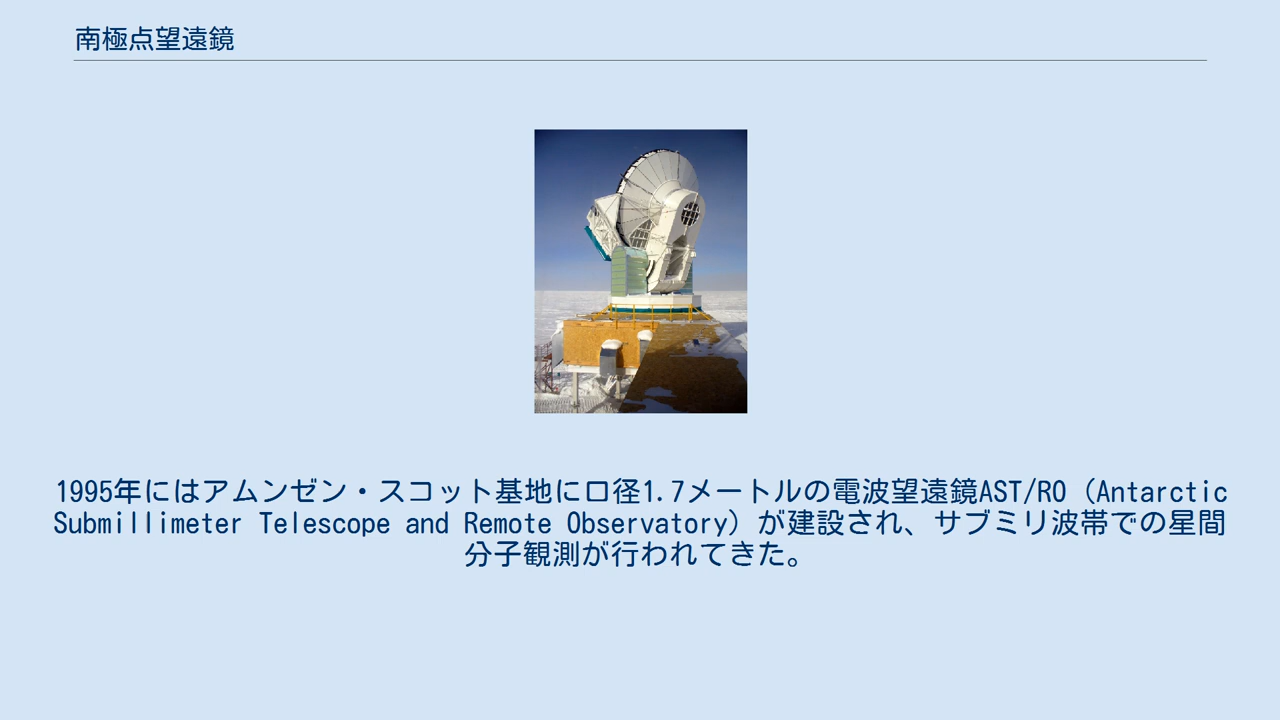 南極点望遠鏡
1995年にはアムンゼン・スコット基地に口径1.7メートルの電波望遠鏡AST/RO（Antarctic
Submillimeter Telescope and Remote Observatory）が建設され、サブミリ波帯での星間
分子観測が行われてきた。